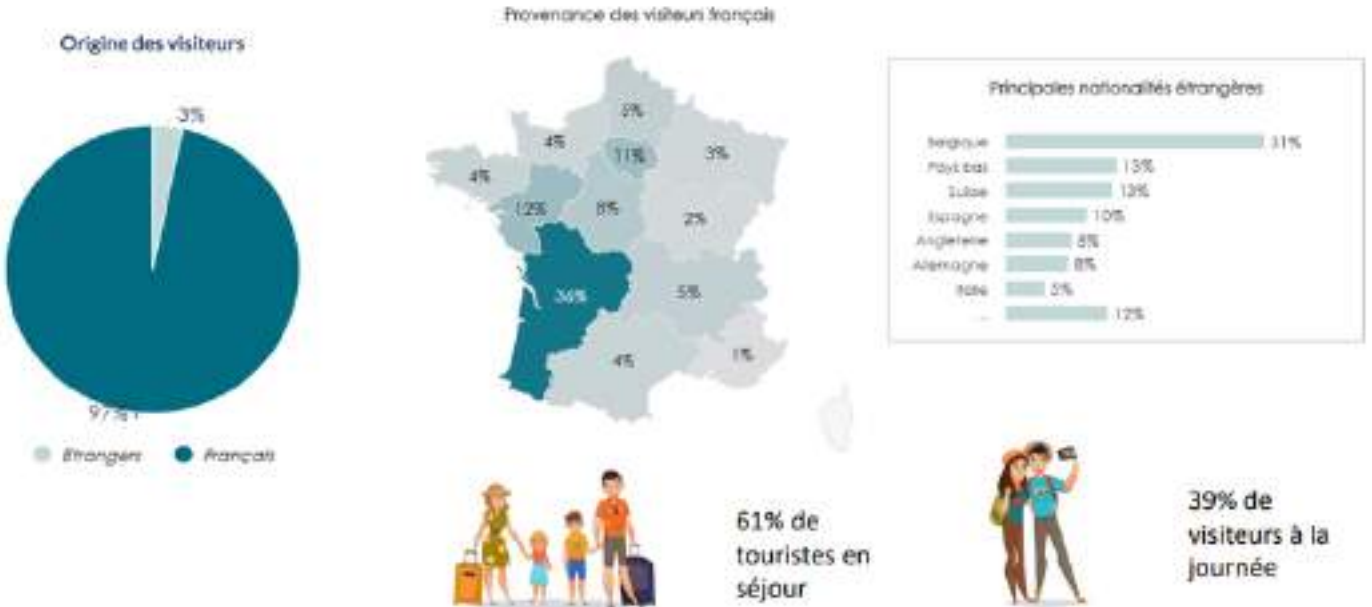 Origine des visiteurs
3%
97%
Etrangers
Français
Provenance des visiteurs français
5%
4%
11%
3%
4%
12%
8%
2%
36%
5%
4%
1%
Principales nationalités étrangères
Belgique 31%
Pays bas 13%
Suisse 13%
Espagne 10%
Angleterre 8%
Allemagne 8%
Italie 5%
... 12%
61% de
touristes en
séjour
39% de
visiteurs à la
journée